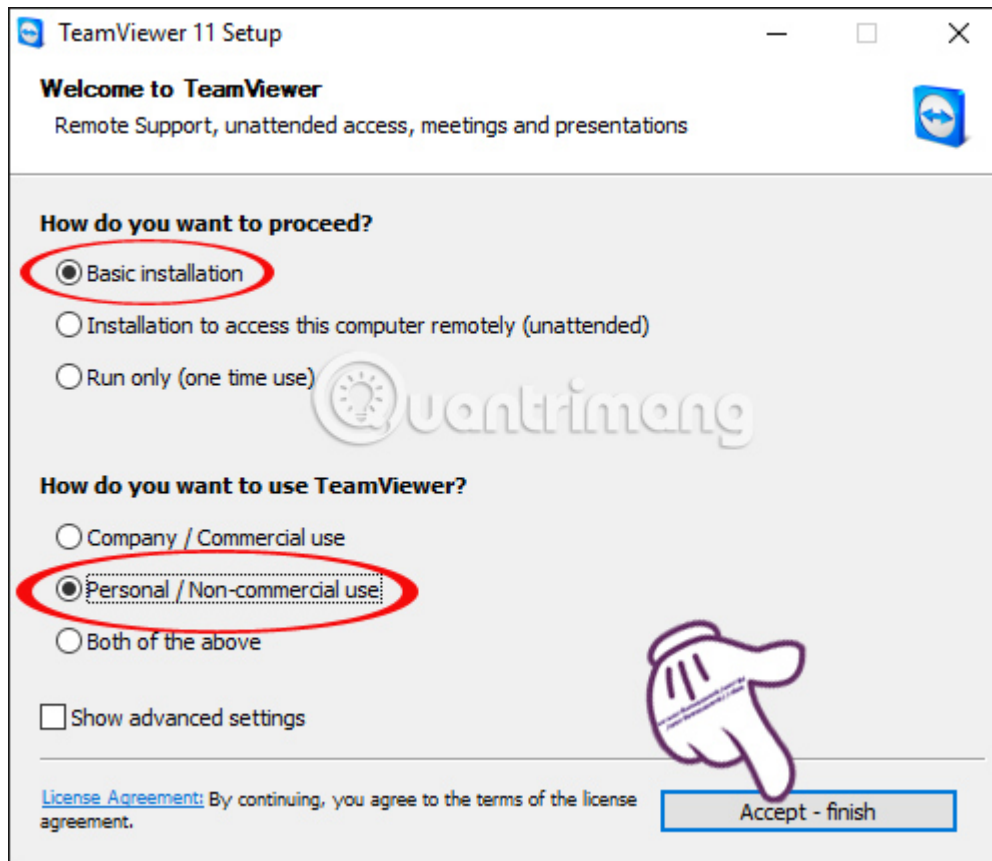 TeamViewer 11 Setup
Welcome to TeamViewer
Remote Support, unattended access, meetings and presentations
How do you want to proceed?
Basic installation
Installation to access this computer remotely (unattended)
Run only (one time use)
Quantrimang
How do you want to use TeamViewer?
Company / Commercial use
Personal / Non-commercial use
Both of the above
Show advanced settings
License Agreement: By continuing, you agree to the terms of the license
agreement.
Accept - finish